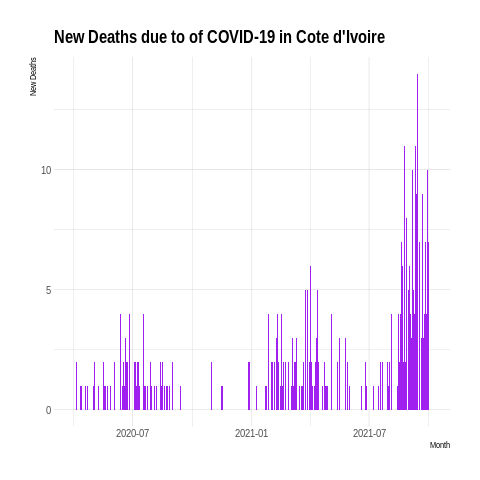 New Deaths due to of COVID-19 in Cote d'Ivoire
New Deaths
10
5
0
2020-07 2021-01 2021-07
Month